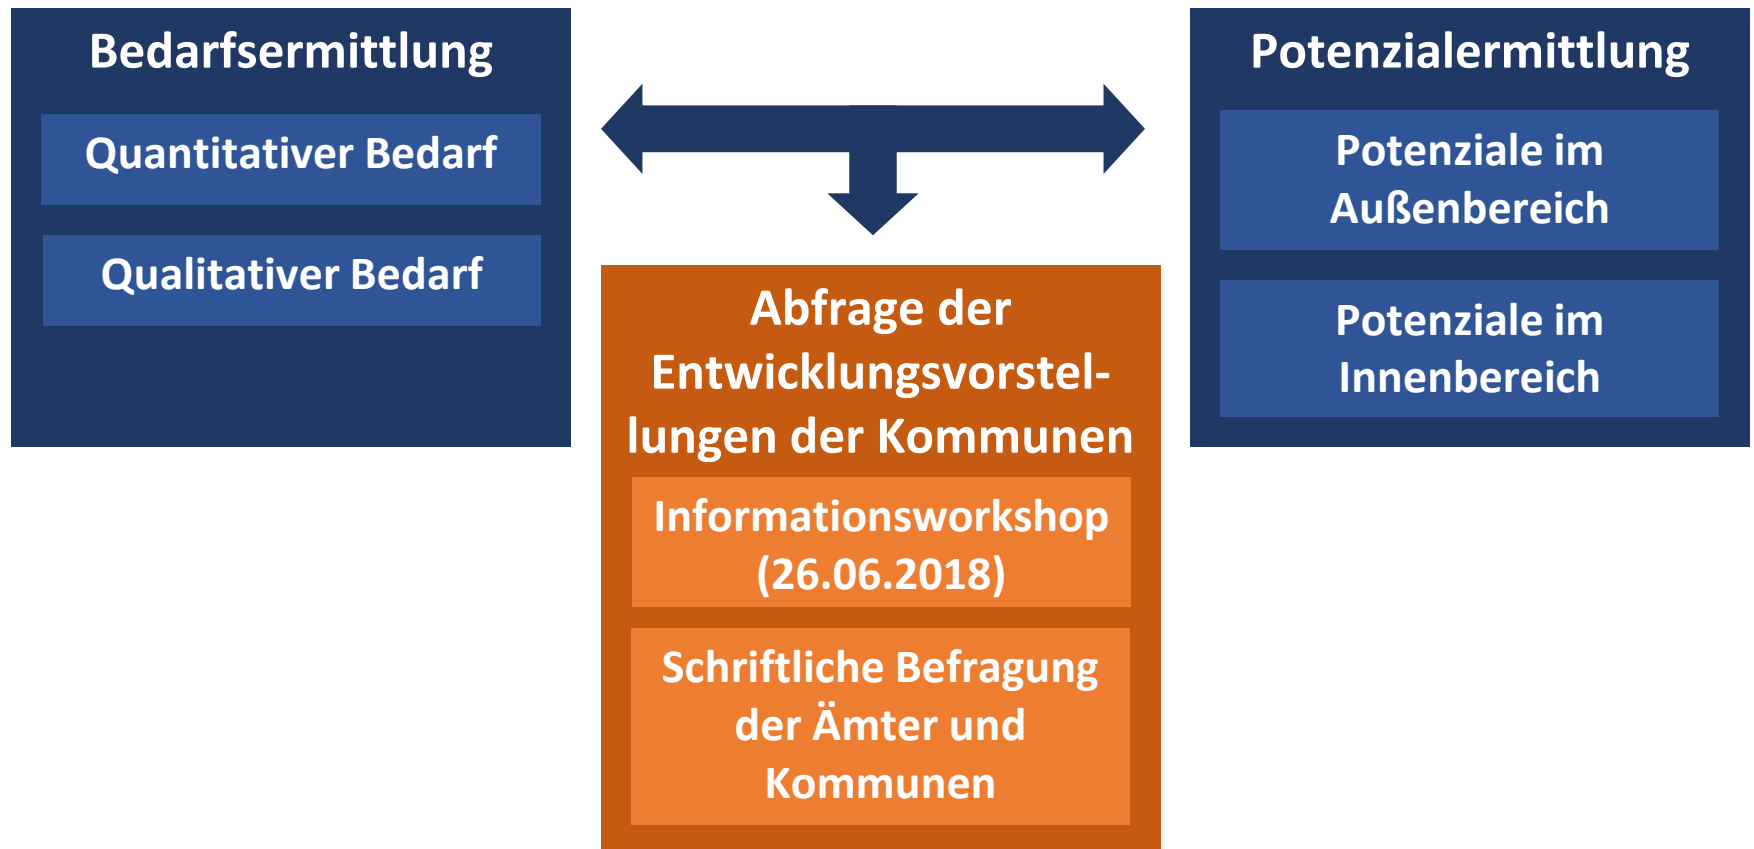 Bedarfsermittlung
Quantitativer Bedarf
Qualitativer Bedarf
Potenzialermittlung
Potenziale im
Außenbereich
Potenziale im
Innenbereich
Abfrage der
Entwicklungsvorstel-
lungen der Kommunen
Informationsworkshop
(26.06.2018)
Schriftliche Befragung
der Ämter und
Kommunen